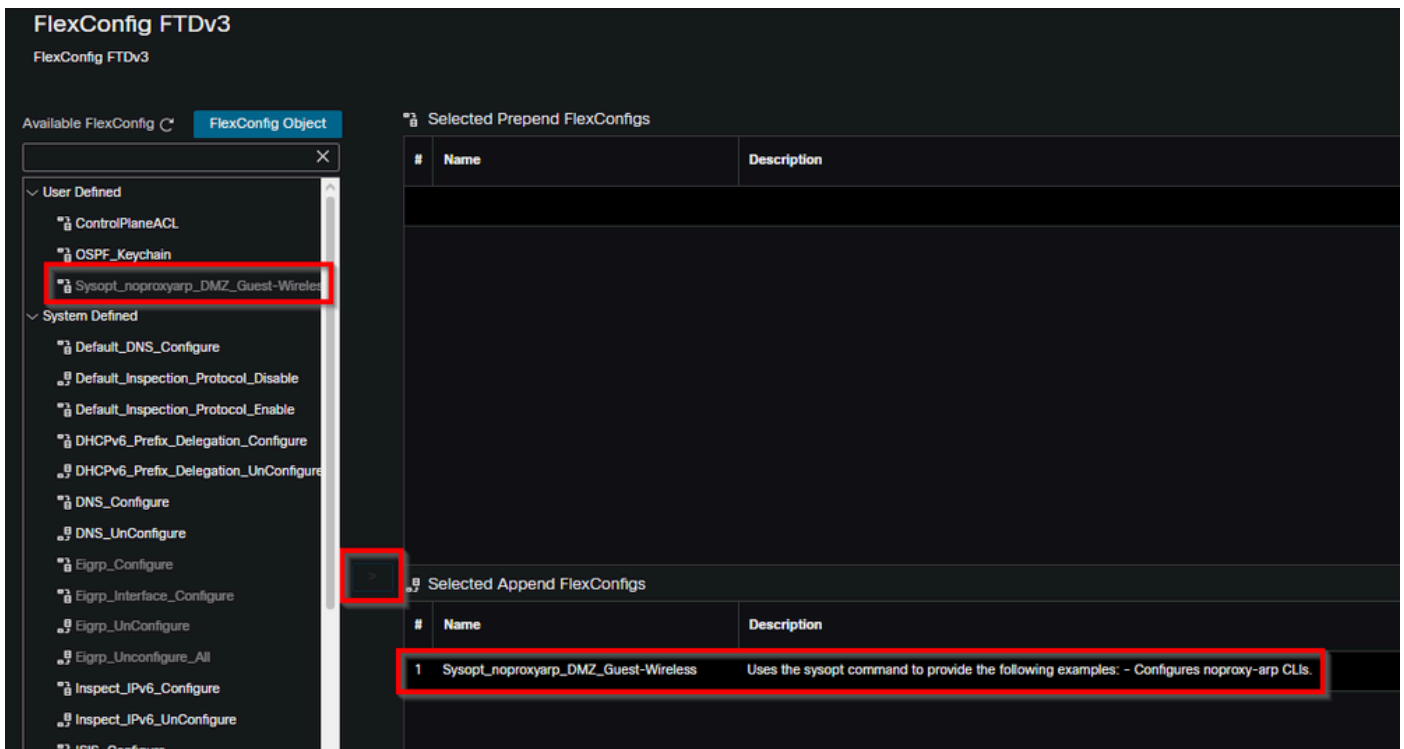 FlexConfig FTDv3
FlexConfig FTDv3
Available FlexConfig
FlexConfig Object
User Defined
ControlPlaneACL
OSPF_Keychain
Sysopt_noproxyarp_DMZ_Guest-Wireles
System Defined
Default_DNS_Configure
Default_Inspection_Protocol_Disable
Default_Inspection_Protocol_Enable
DHCPv6_Prefix_Delegation_Configure
DHCPv6_Prefix_Delegation_UnConfigure
DNS_Configure
DNS_UnConfigure
Eigrp_Configure
Eigrp_Interface_Configure
Eigrp_UnConfigure
Eigrp_Unconfigure_All
Inspect_IPv6_Configure
Inspect_IPv6_UnConfigure
ISIS_Configure
>
Selected Prepend FlexConfigs
# Name Description
Selected Append FlexConfigs
# Name Description
1 Sysopt_noproxyarp_DMZ_Guest-Wireless Uses the sysopt command to provide the following examples: - Configures noproxy-arp CLIs.